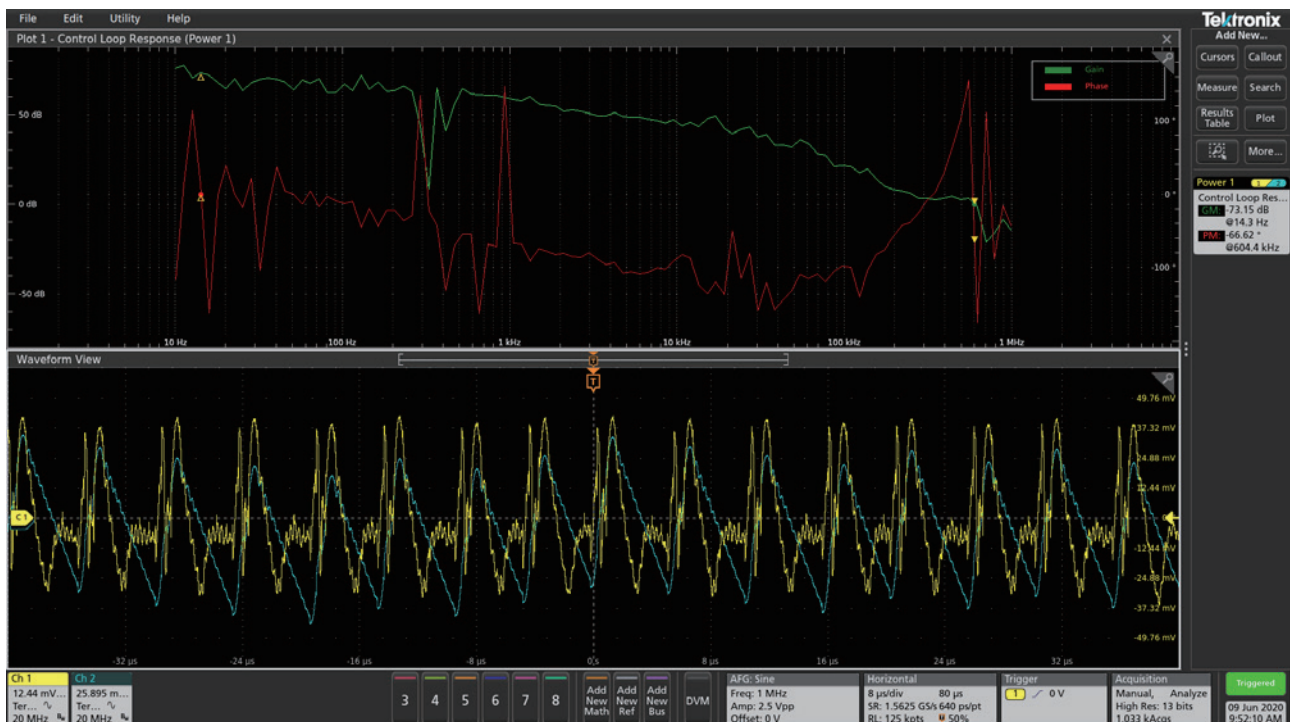 File Edit Utility Help
Tektronix
Add New...
Plot 1 - Control Loop Response (Power 1)
Cursors Callout
Measure Search
Results Table Plot
More...
Gain
Phase
50 dB
0 dB
-50 dB
100 °
0 °
-100 °
10 Hz 100 Hz 1 kHz 10 kHz 100 kHz 1 MHz
Power 1 1 2
Control Loop Res...
GM: -73.15 dB
@14.3 Hz
PM: -66.62 °
@604.4 kHz
Waveform View
T
T
49.76 mV
37.32 mV
24.88 mV
12.44 mV
C1
-12.44 mV
-24.88 mV
-37.32 mV
-49.76 mV
-32 µs -24 µs -16 µs -8 µs 0 s 8 µs 16 µs 24 µs 32 µs
Ch 1
12.44 mV...
Ter...
20 MHz Bw
Ch 2
25.895 m...
Ter...
20 MHz Bw
3 4 5 6 7 8
Add New Math
Add New Ref
Add New Bus
DVM
AFG: Sine
Freq: 1 MHz
Amp: 2.5 Vpp
Offset: 0 V
Horizontal
8 µs/div 80 µs
SR: 1.5625 GS/s 640 ps/pt
RL: 125 kpts 50%
Trigger
1 0 V
Acquisition
Manual, Analyze
High Res: 13 bits
1.033 kAcqs
Triggered
09 Jun 2020
9:52:10 AM